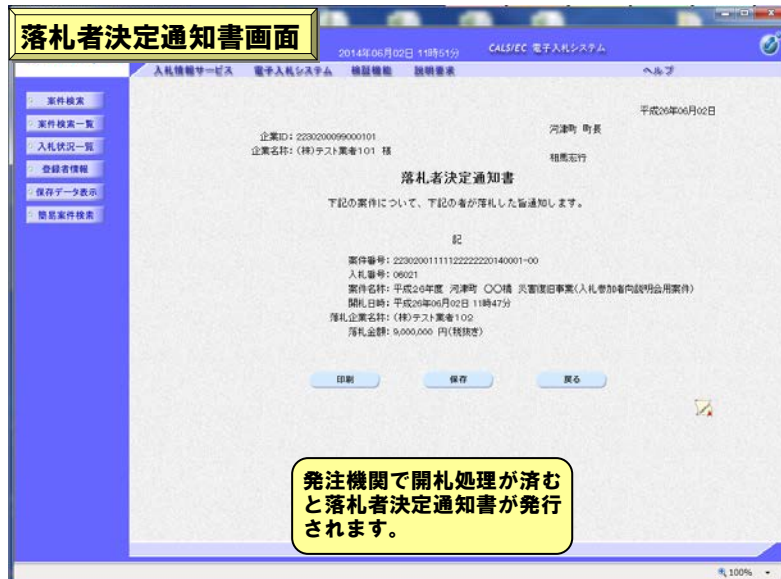 落札者決定通知書画面
2014年06月02日 11時51分
CALS/EC 電子入札システム
入札情報サービス 電子入札システム 検証機能 説明要求 ヘルプ
案件検索
案件検索一覧
入札状況一覧
登録者情報
保存データ表示
簡易案件検索
平成26年06月02日
企業ID: 2230200099000101
企業名称: (株)テスト業者101 様
河津町 町長
相馬宏行
落札者決定通知書
下記の案件について、下記の者が落札した旨通知します。
記
案件番号: 
入札番号: 06021
案件名称: 平成26年度 河津町 〇〇橋 災害復旧事業(入札参加者向説明会用案件)
開札日時: 平成26年06月02日 11時47分
落札企業名称: (株)テスト業者102
落札金額: 9,000,000 円(税抜き)
印刷 保存 戻る
発注機関で開札処理が済む
と落札者決定通知書が発行
されます。
100%